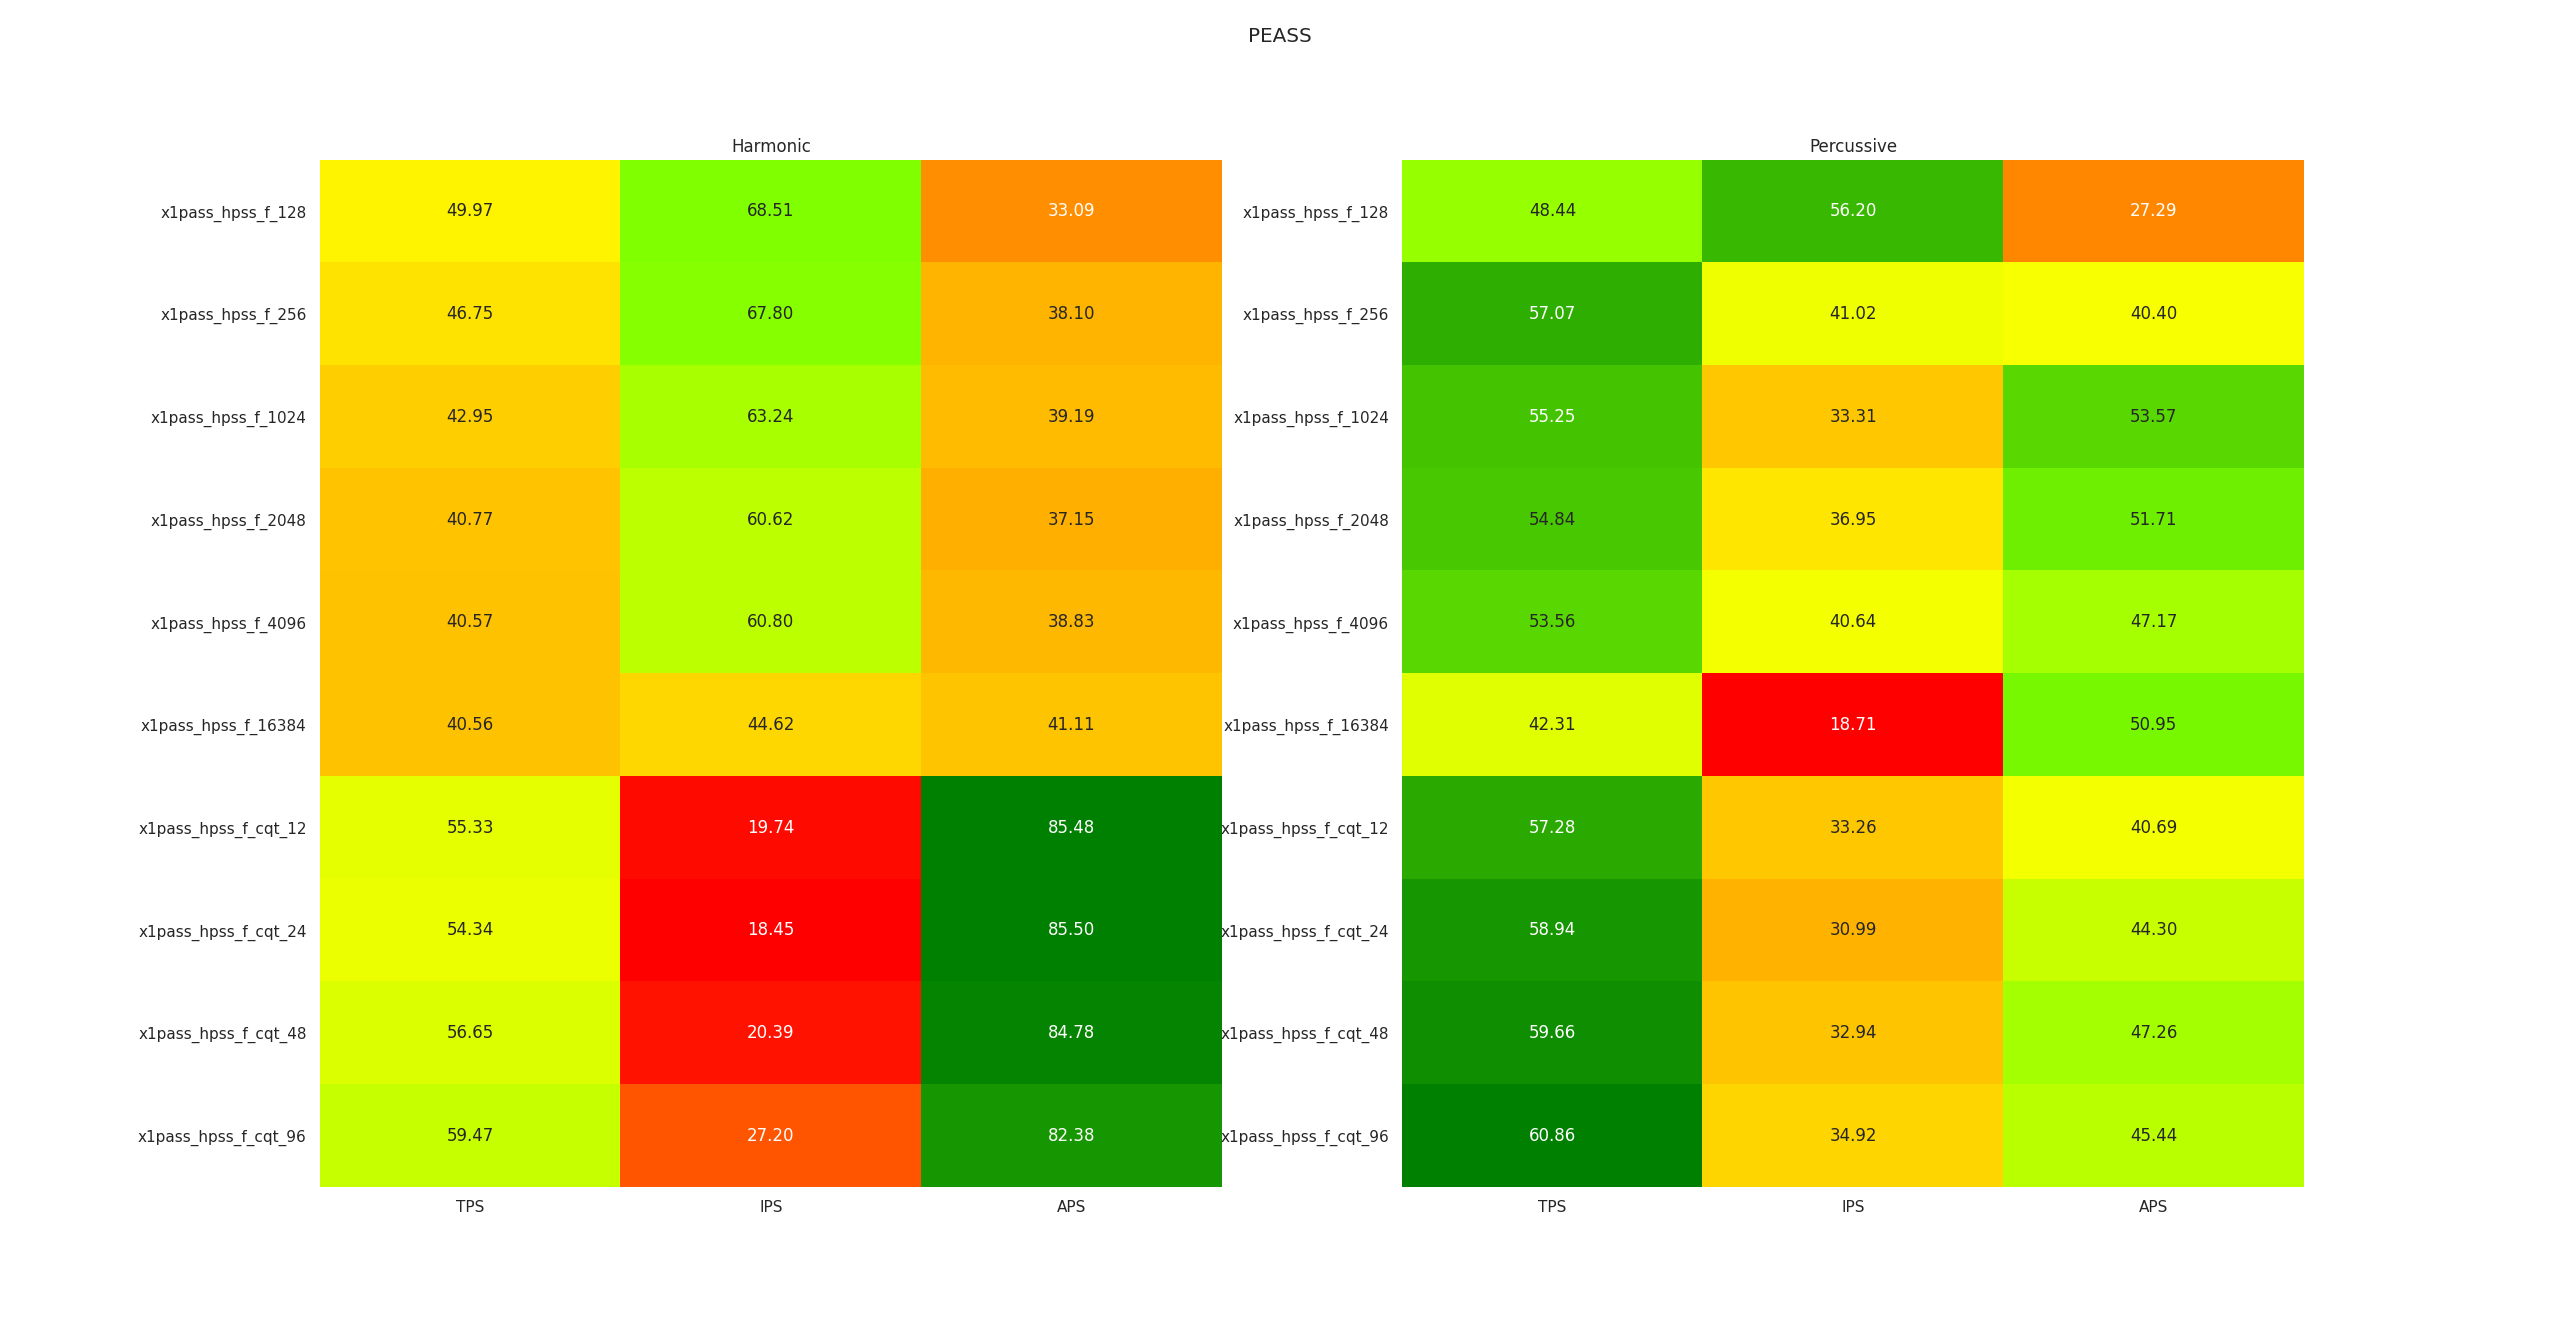 PEASS
Harmonic
x1pass_hpss_f_128 49.97 68.51 33.09
x1pass_hpss_f_256 46.75 67.80 38.10
x1pass_hpss_f_1024 42.95 63.24 39.19
x1pass_hpss_f_2048 40.77 60.62 37.15
x1pass_hpss_f_4096 40.57 60.80 38.83
x1pass_hpss_f_16384 40.56 44.62 41.11
x1pass_hpss_f_cqt_12 55.33 19.74 85.48
x1pass_hpss_f_cqt_24 54.34 18.45 85.50
x1pass_hpss_f_cqt_48 56.65 20.39 84.78
x1pass_hpss_f_cqt_96 59.47 27.20 82.38
TPS IPS APS
Percussive
x1pass_hpss_f_128 48.44 56.20 27.29
x1pass_hpss_f_256 57.07 41.02 40.40
x1pass_hpss_f_1024 55.25 33.31 53.57
x1pass_hpss_f_2048 54.84 36.95 51.71
x1pass_hpss_f_4096 53.56 40.64 47.17
x1pass_hpss_f_16384 42.31 18.71 50.95
x1pass_hpss_f_cqt_12 57.28 33.26 40.69
x1pass_hpss_f_cqt_24 58.94 30.99 44.30
x1pass_hpss_f_cqt_48 59.66 32.94 47.26
x1pass_hpss_f_cqt_96 60.86 34.92 45.44
TPS IPS APS